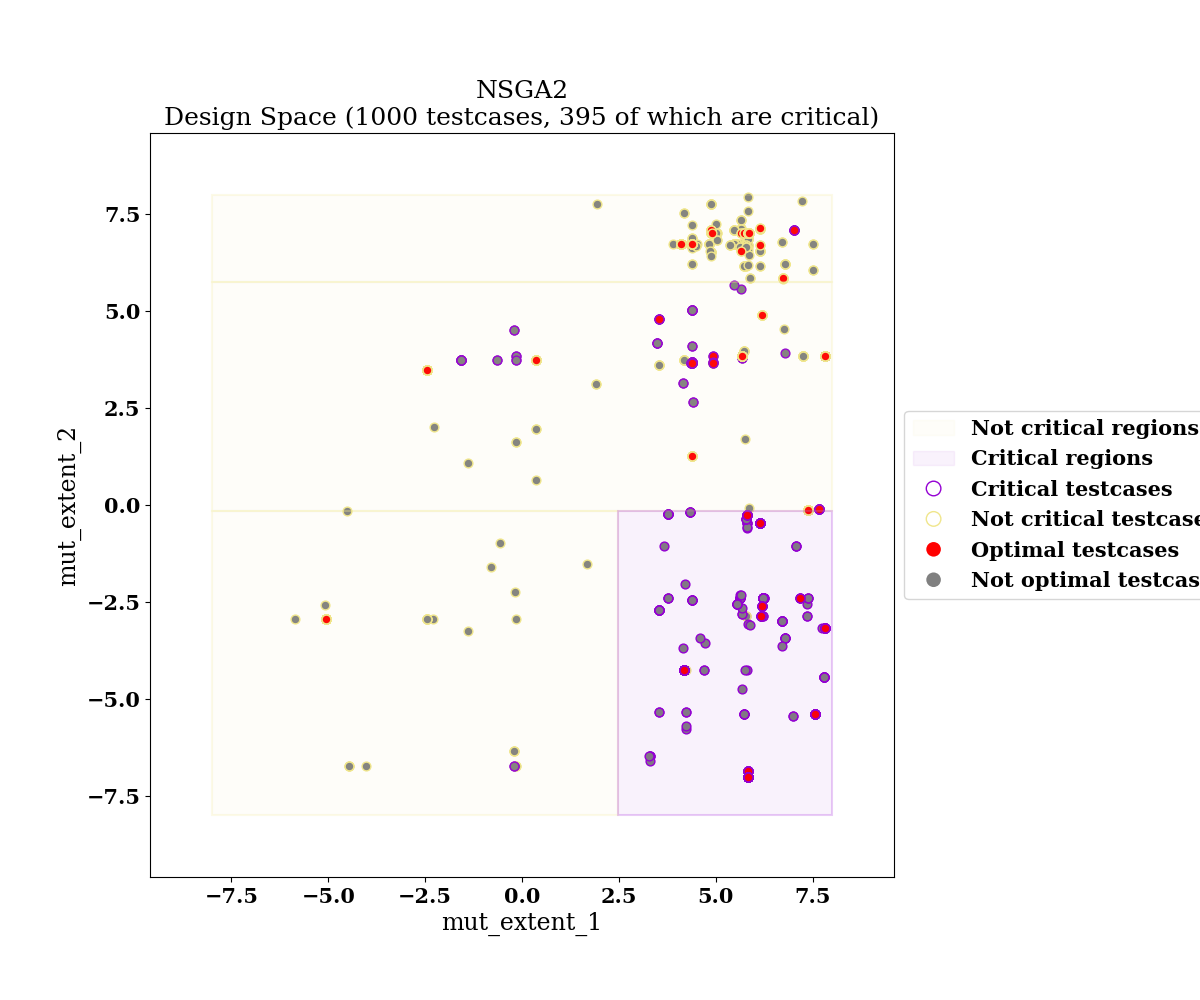 NSGA2
Design Space (1000 testcases, 395 of which are critical)
7.5
5.0
2.5
0.0
−2.5
−5.0
−7.5
mut_extent_2
−7.5
−5.0
−2.5
0.0
2.5
5.0
7.5
mut_extent_1
Not critical regions
Critical regions
Critical testcases
Not critical testcase
Optimal testcases
Not optimal testcas